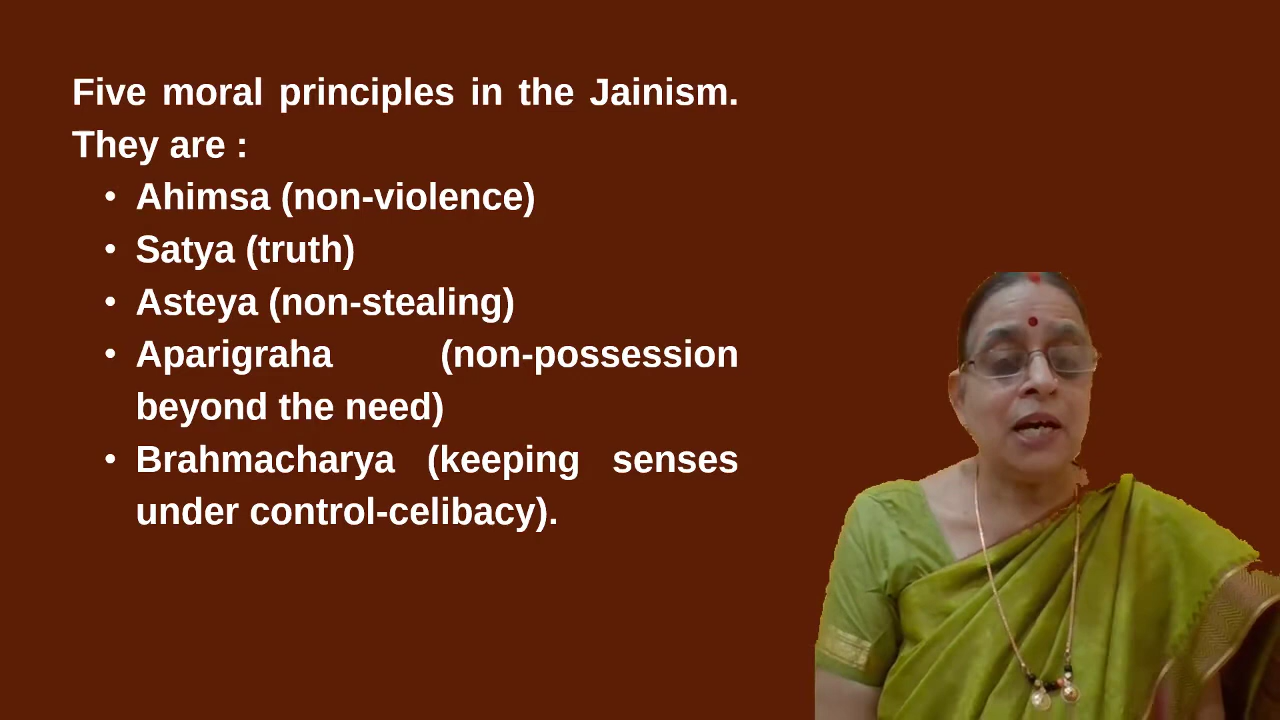 Five moral principles in the Jainism.
They are :
• Ahimsa (non-violence)
• Satya (truth)
• Asteya (non-stealing)
• Aparigraha (non-possession
beyond the need)
• Brahmacharya (keeping senses
under control-celibacy).